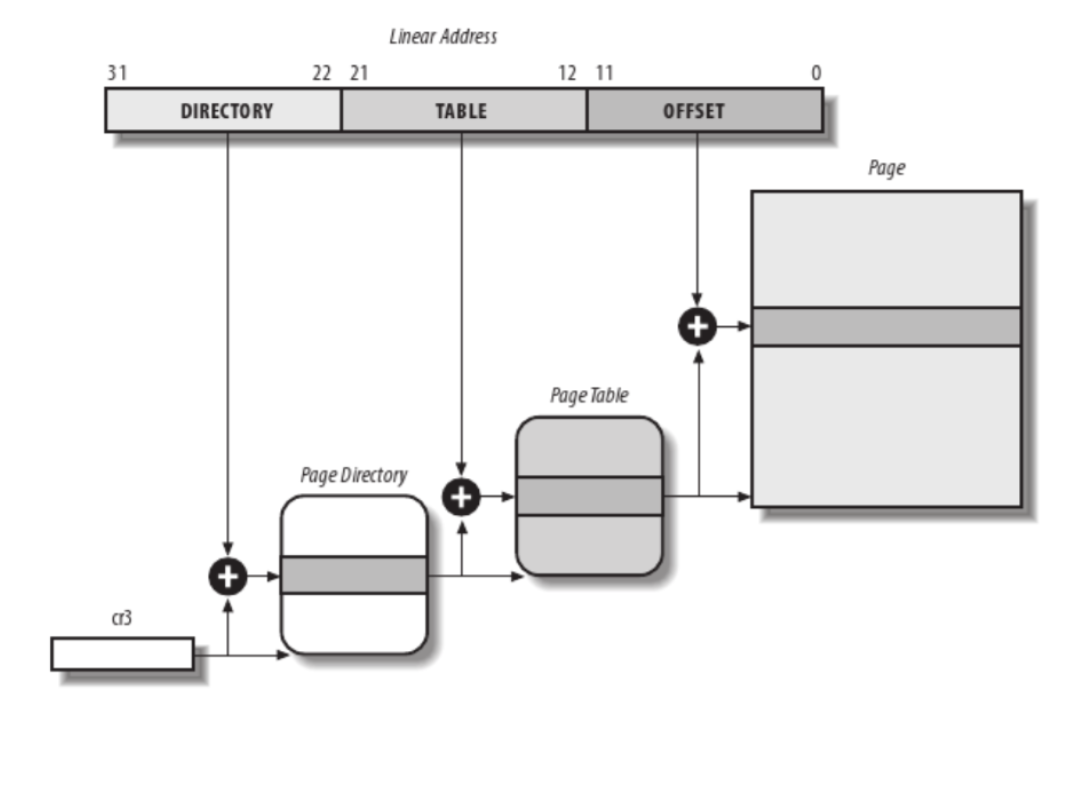 Linear Address
31 22 21 12 11 0
DIRECTORY TABLE OFFSET
Page
Page Table
Page Directory
cr3